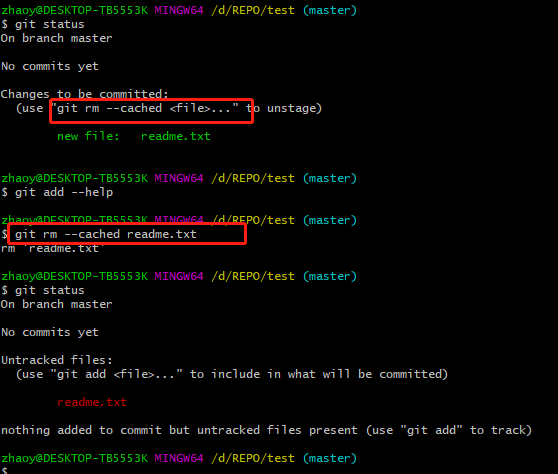 zhaoy@DESKTOP-TB5553K MINGW64 /d/REPO/test (master)
$ git status
On branch master
No commits yet
Changes to be committed:
  (use "git rm --cached <file>..." to unstage)
        new file:   readme.txt
zhaoy@DESKTOP-TB5553K MINGW64 /d/REPO/test (master)
$ git add --help
zhaoy@DESKTOP-TB5553K MINGW64 /d/REPO/test (master)
$ git rm --cached readme.txt
rm 'readme.txt'
zhaoy@DESKTOP-TB5553K MINGW64 /d/REPO/test (master)
$ git status
On branch master
No commits yet
Untracked files:
  (use "git add <file>..." to include in what will be committed)
        readme.txt
nothing added to commit but untracked files present (use "git add" to track)
zhaoy@DESKTOP-TB5553K MINGW64 /d/REPO/test (master)
$